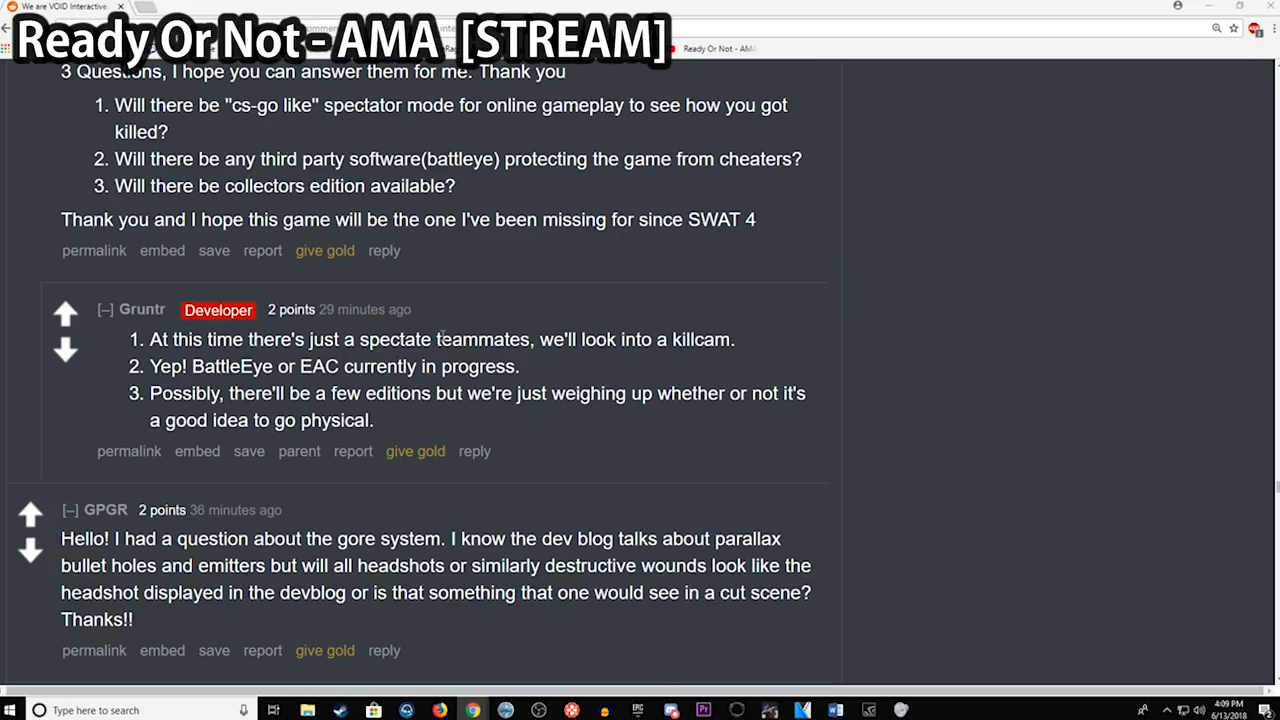 We are VOID Interactive,
Ready Or Not - AMA [STREAM]
Ready Or Not - AMA
3 Questions, I hope you can answer them for me. Thank you
1. Will there be "cs-go like" spectator mode for online gameplay to see how you got
killed?
2. Will there be any third party software(battleye) protecting the game from cheaters?
3. Will there be collectors edition available?
Thank you and I hope this game will be the one I've been missing for since SWAT 4
permalink embed save report give gold reply
[–] Gruntr Developer 2 points 29 minutes ago
1. At this time there's just a spectate teammates, we'll look into a killcam.
2. Yep! BattleEye or EAC currently in progress.
3. Possibly, there'll be a few editions but we're just weighing up whether or not it's
a good idea to go physical.
permalink embed save parent report give gold reply
[–] GPGR 2 points 36 minutes ago
Hello! I had a question about the gore system. I know the dev blog talks about parallax
bullet holes and emitters but will all headshots or similarly destructive wounds look like the
headshot displayed in the devblog or is that something that one would see in a cut scene?
Thanks!!
permalink embed save report give gold reply
Type here to search
4:09 PM
6/13/2018